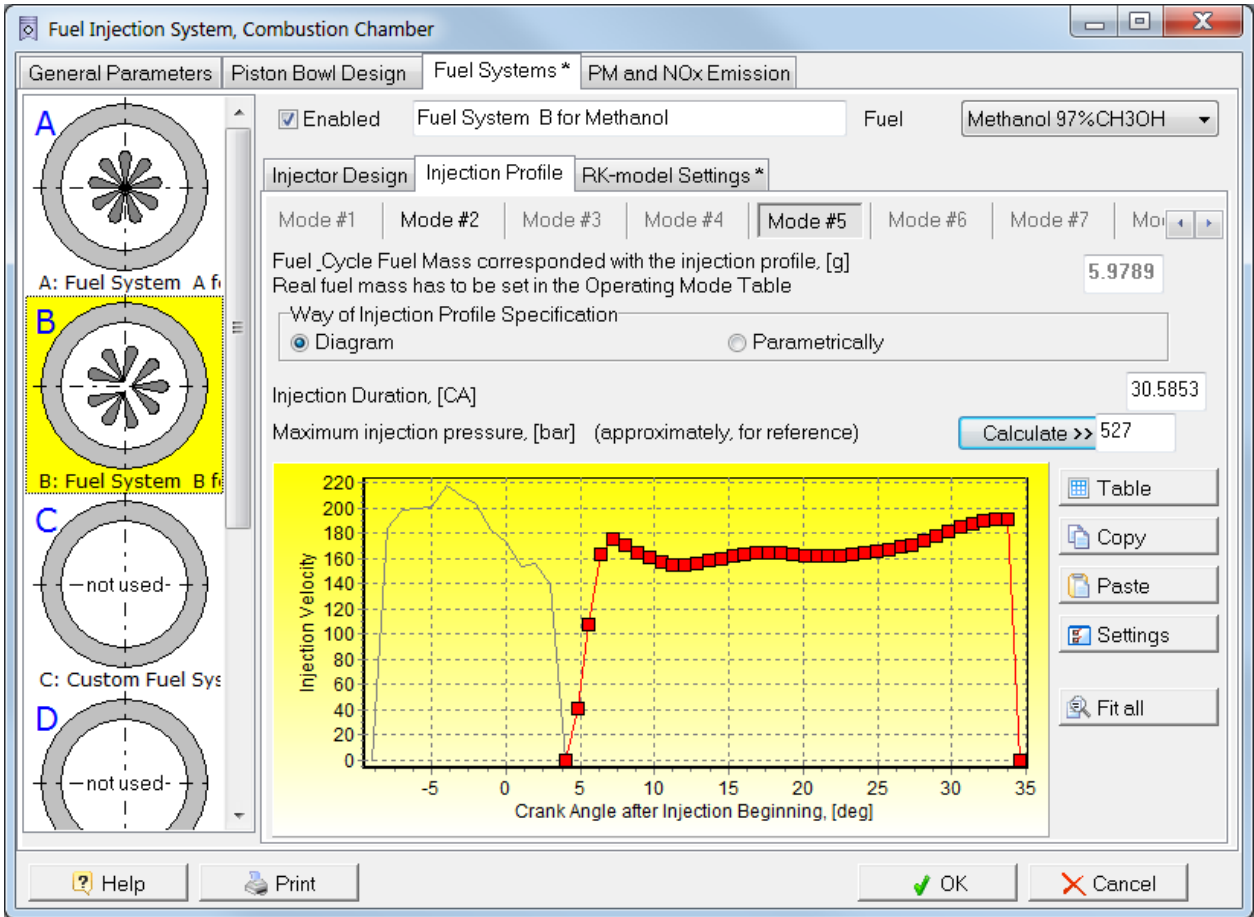 Fuel Injection System, Combustion Chamber
General Parameters Piston Bowl Design Fuel Systems * PM and NOx Emission
A
A: Fuel System A f
B
B: Fuel System B f
C
-not used-
C: Custom Fuel Sys
D
-not used-
Enabled Fuel System B for Methanol Fuel Methanol 97%CH3OH
Injector Design Injection Profile RK-model Settings *
Mode #1 Mode #2 Mode #3 Mode #4 Mode #5 Mode #6 Mode #7 Mo
Fuel_Cycle Fuel Mass corresponded with the injection profile, [g] 5.9789
Real fuel mass has to be set in the Operating Mode Table
Way of Injection Profile Specification
Diagram Parametrically
Injection Duration, [CA] 30.5853
Maximum injection pressure, [bar] (approximately, for reference) Calculate >> 527
Injection Velocity
220
200
180
160
140
120
100
80
60
40
20
0
-5 0 5 10 15 20 25 30 35
Crank Angle after Injection Beginning, [deg]
Table
Copy
Paste
Settings
Fit all
Help Print OK Cancel